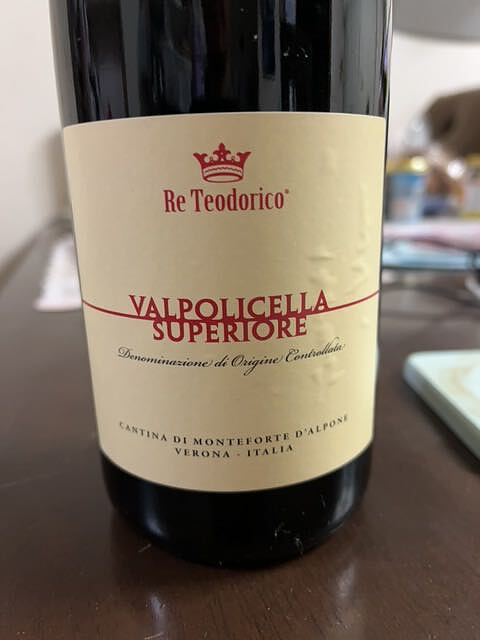 Re Teodorico®
VALPOLICELLA
SUPERIORE
Denominazione di Origine Controllata
CANTINA DI MONTEFORTE D'ALPONE
VERONA - ITALIA